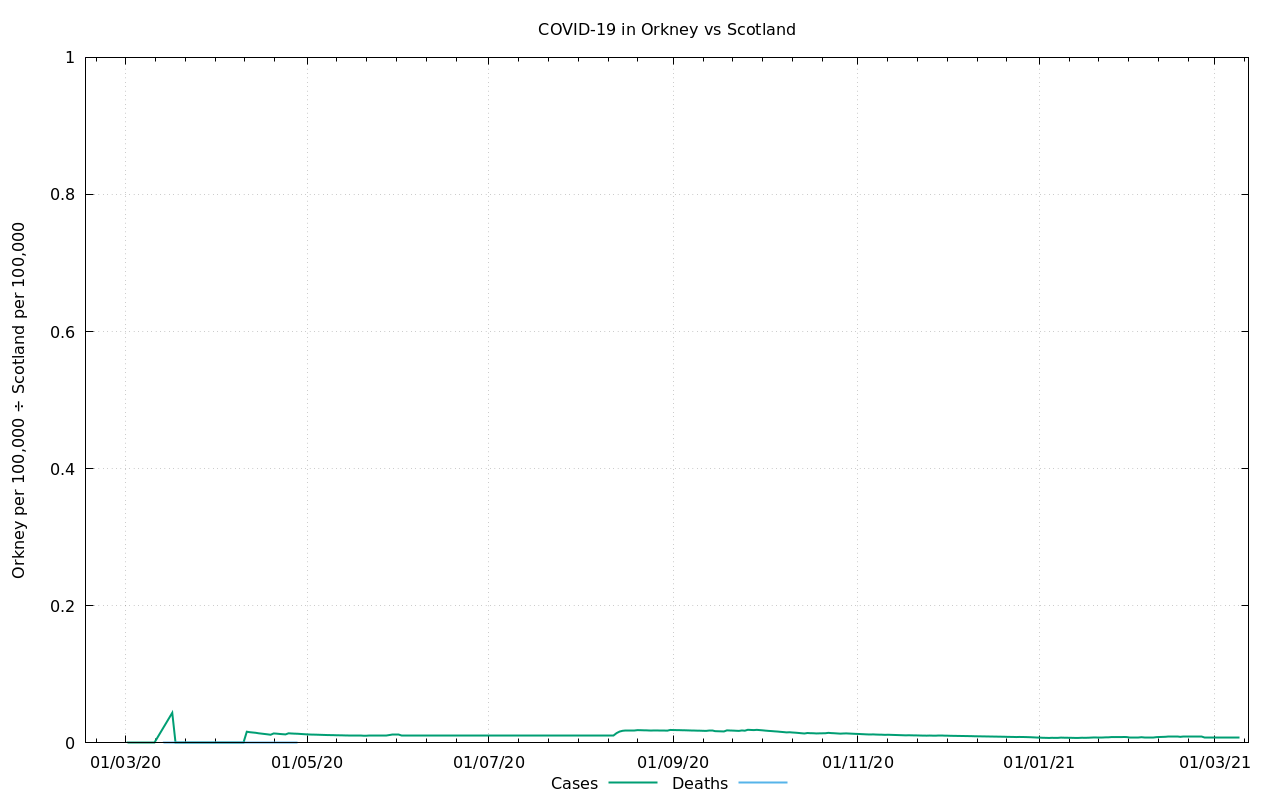 COVID-19 in Orkney vs Scotland
Orkney per 100,000 ÷ Scotland per 100,000
1
0.8
0.6
0.4
0.2
0
01/03/20 01/05/20 01/07/20 01/09/20 01/11/20 01/01/21 01/03/21
Cases Deaths